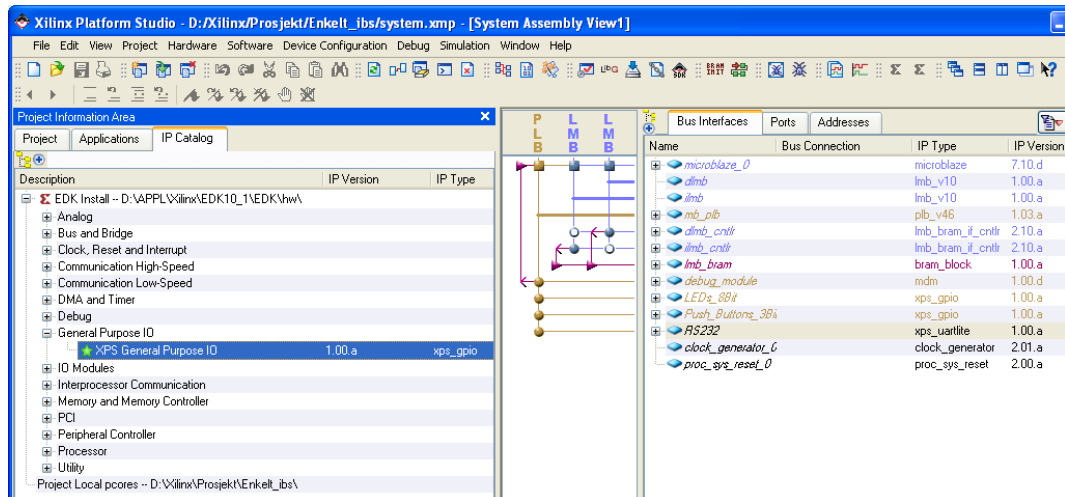 Xilinx Platform Studio - D:/Xilinx/Prosjekt/Enkelt_ibs/system.xmp - [System Assembly View1]
File Edit View Project Hardware Software Device Configuration Debug Simulation Window Help
Project Information Area
Project Applications IP Catalog
Description IP Version IP Type
EDK Install -- D:\APPL\Xilinx\EDK10_1\EDK\hw\
Analog
Bus and Bridge
Clock, Reset and Interrupt
Communication High-Speed
Communication Low-Speed
DMA and Timer
Debug
General Purpose IO
XPS General Purpose IO 1.00.a xps_gpio
IO Modules
Interprocessor Communication
Memory and Memory Controller
PCI
Peripheral Controller
Processor
Utility
Project Local pcores -- D:\Xilinx\Prosjekt\Enkelt_ibs\
PLB LMB LMB
Bus Interfaces Ports Addresses
Name Bus Connection IP Type IP Version
microblaze_0 microblaze 7.10.d
dlmb lmb_v10 1.00.a
ilmb lmb_v10 1.00.a
mb_plb plb_v46 1.03.a
dlmb_cntlr lmb_bram_if_cntlr 2.10.a
ilmb_cntlr lmb_bram_if_cntlr 2.10.a
lmb_bram bram_block 1.00.a
debug_module mdm 1.00.d
LEDs_8Bit xps_gpio 1.00.a
Push_Buttons_3Bi xps_gpio 1.00.a
RS232 xps_uartlite 1.00.a
clock_generator_0 clock_generator 2.01.a
proc_sys_reset_0 proc_sys_reset 2.00.a